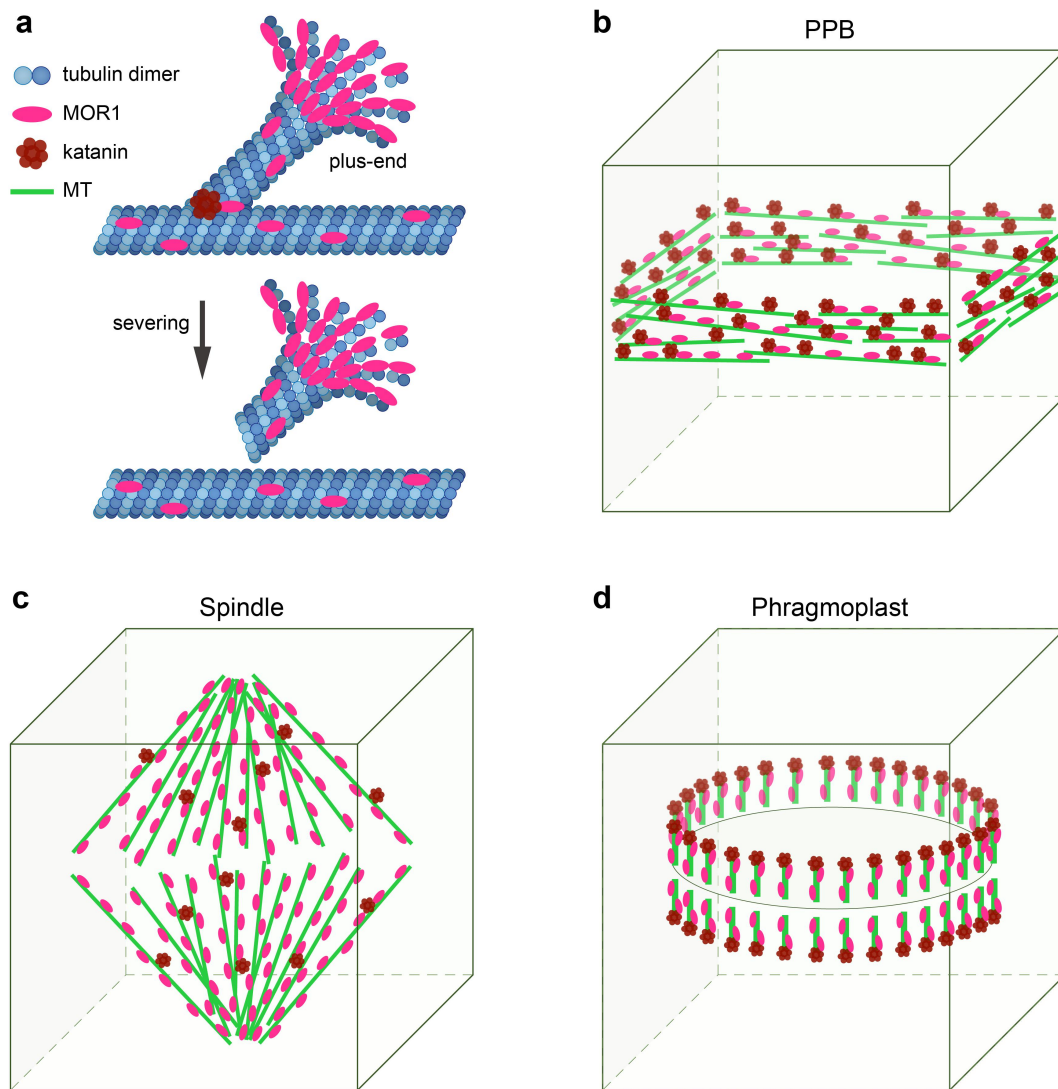 a
tubulin dimer
MOR1
katanin
MT
plus-end
severing
b
PPB
c
Spindle
d
Phragmoplast